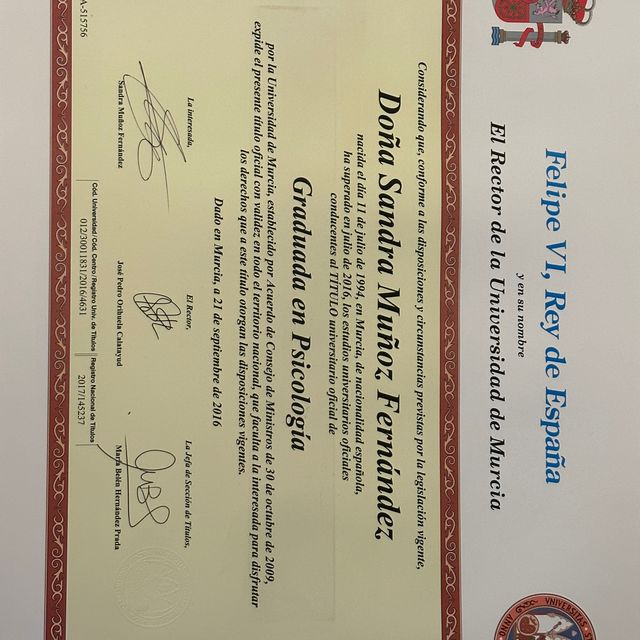 Felipe VI, Rey de España
y en su nombre
El Rector de la Universidad de Murcia
Considerando que, conforme a las disposiciones y circunstancias previstas por la legislación vigente,
Doña Sandra Muñoz Fernández
nacida el día 11 de julio de 1994, en Murcia, de nacionalidad española,
ha superado en julio de 2016, los estudios universitarios oficiales
conducentes al TÍTULO universitario oficial de
Graduada en Psicología
por la Universidad de Murcia, establecido por Acuerdo de Consejo de Ministros de 30 de octubre de 2009,
expide el presente título oficial con validez en todo el territorio nacional, que faculta a la interesada para disfrutar
los derechos que a este título otorgan las disposiciones vigentes.
Dado en Murcia, a 21 de septiembre de 2016
La interesada,
El Rector,
La Jefa de Sección de Títulos,
Sandra Muñoz Fernández
José Pedro Orihuela Calatayud
María Belén Hernández Prada
Cód. Universidad / Cód. Centro / Registro Univ. de Títulos
Registro Nacional de Títulos
012/30011831/2016/4631
2017/145237
A-515756
UNIVERSITAS